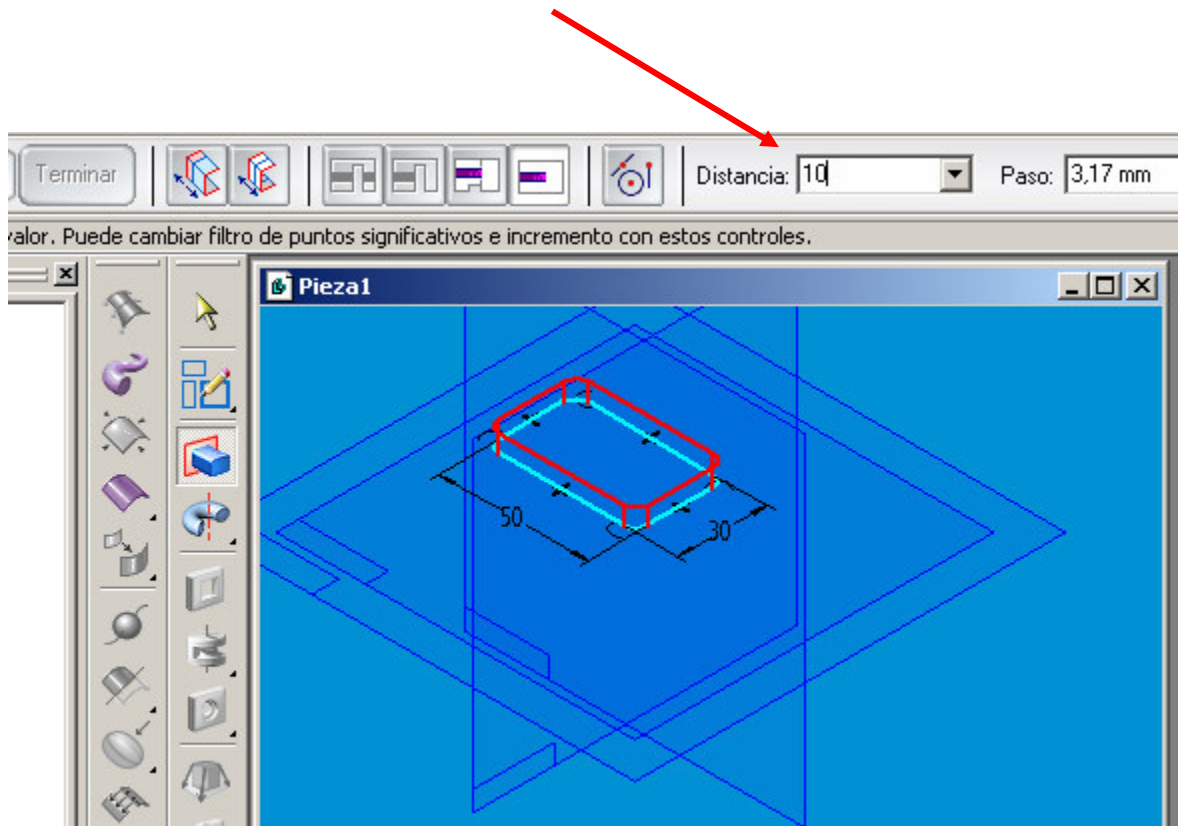 Terminar Distancia: 10 Paso: 3,17 mm
valor. Puede cambiar filtro de puntos significativos e incremento con estos controles.
Pieza1
50
30